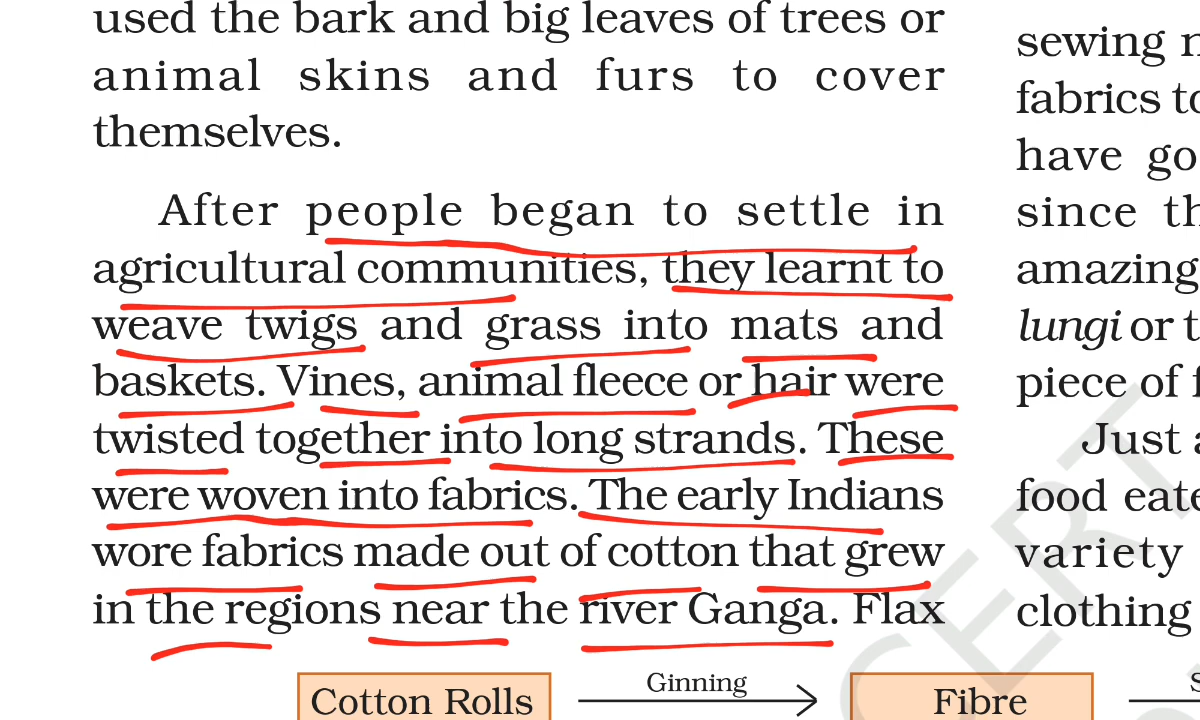 used the bark and big leaves of trees or
animal skins and furs to cover
themselves.
After people began to settle in
agricultural communities, they learnt to
weave twigs and grass into mats and
baskets. Vines, animal fleece or hair were
twisted together into long strands. These
were woven into fabrics. The early Indians
wore fabrics made out of cotton that grew
in the regions near the river Ganga. Flax
sewing
fabrics
have
since
amazing
lungi or
piece of
Just
food
variety
clothing
Cotton Rolls
Ginning
Fibre